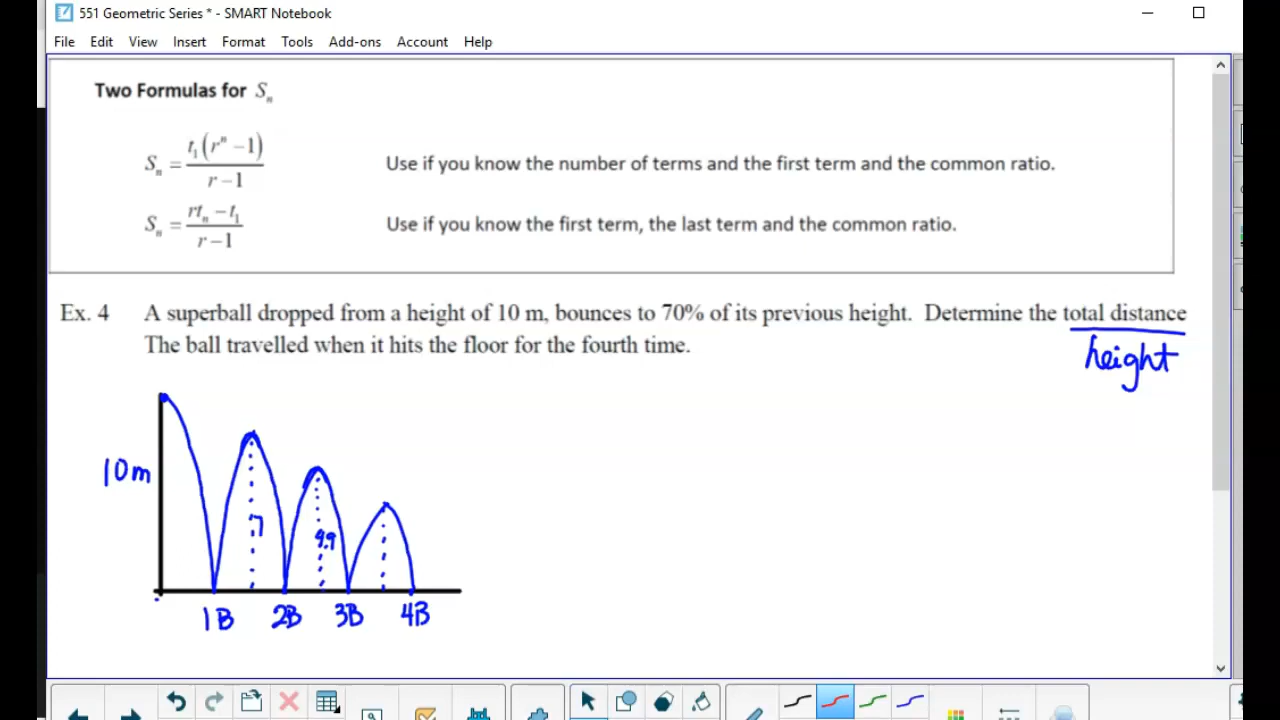 551 Geometric Series * - SMART Notebook
File Edit View Insert Format Tools Add-ons Account Help
Two Formulas for Sₙ
Sₙ = t₁(rⁿ − 1) / r − 1 Use if you know the number of terms and the first term and the common ratio.
Sₙ = rtₙ − t₁ / r − 1 Use if you know the first term, the last term and the common ratio.
Ex. 4 A superball dropped from a height of 10 m, bounces to 70% of its previous height. Determine the total distance
The ball travelled when it hits the floor for the fourth time.
height
10m
7
4.9
1B 2B 3B 4B